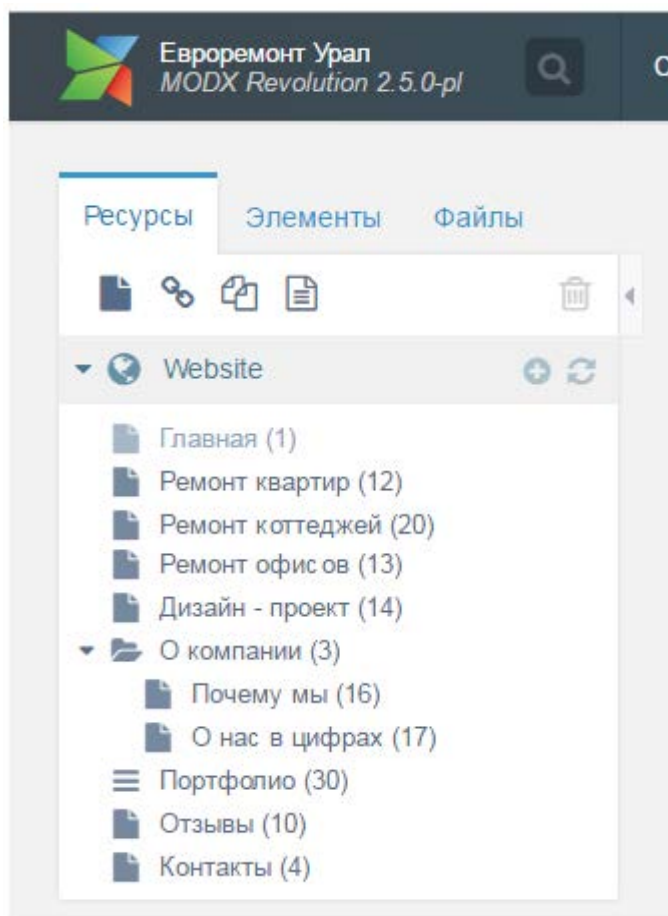 Евроремонт Урал
MODX Revolution 2.5.0-pl
Ресурсы Элементы Файлы
Website
Главная (1)
Ремонт квартир (12)
Ремонт коттеджей (20)
Ремонт офисов (13)
Дизайн - проект (14)
О компании (3)
Почему мы (16)
О нас в цифрах (17)
Портфолио (30)
Отзывы (10)
Контакты (4)